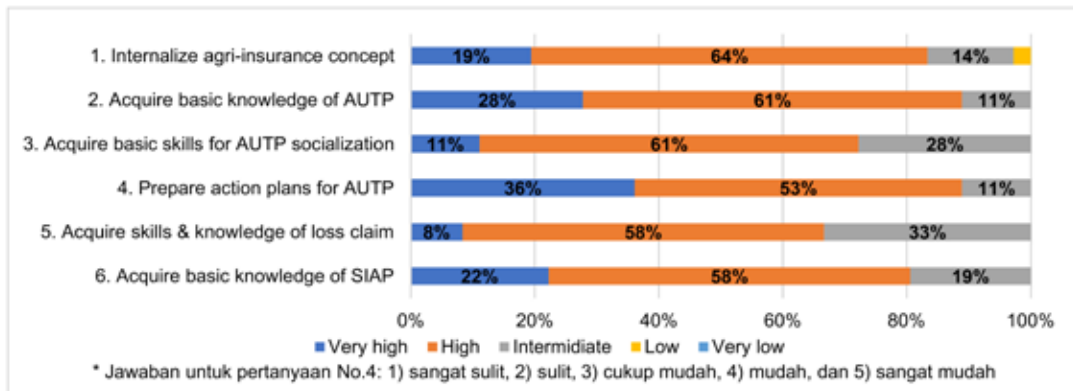 1. Internalize agri-insurance concept 19% 64% 14%
2. Acquire basic knowledge of AUTP 28% 61% 11%
3. Acquire basic skills for AUTP socialization 11% 61% 28%
4. Prepare action plans for AUTP 36% 53% 11%
5. Acquire skills & knowledge of loss claim 8% 58% 33%
6. Acquire basic knowledge of SIAP 22% 58% 19%
0% 20% 40% 60% 80% 100%
Very high High Intermidiate Low Very low
* Jawaban untuk pertanyaan No.4: 1) sangat sulit, 2) sulit, 3) cukup mudah, 4) mudah, dan 5) sangat mudah